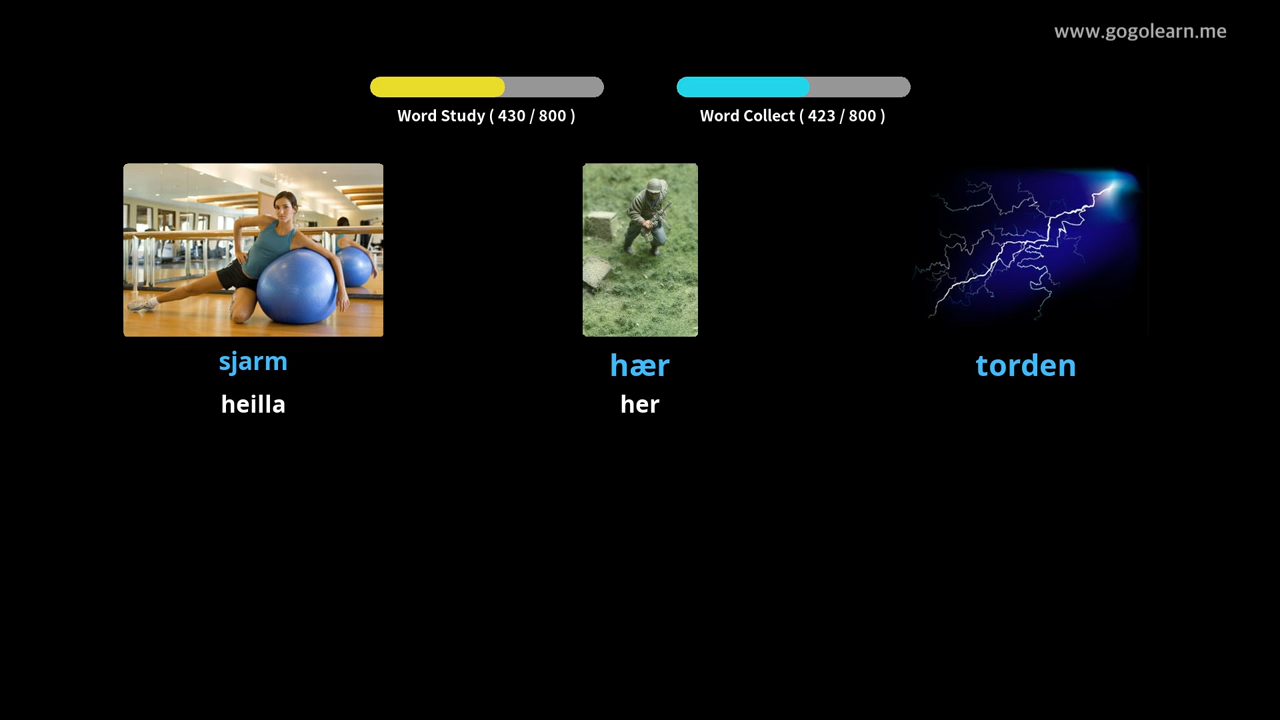 www.gogolearn.me
Word Study ( 430 / 800 )
Word Collect ( 423 / 800 )
sjarm
hær
torden
heilla
her